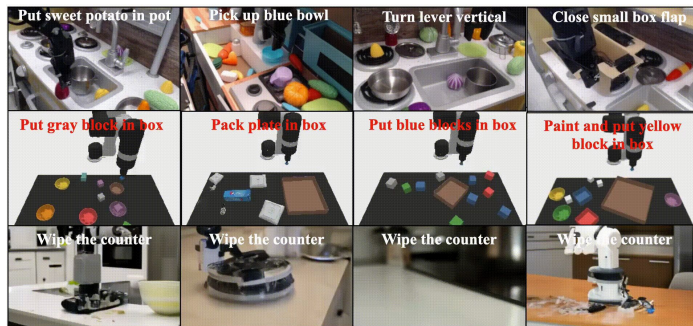 Put sweet potato in pot
Pick up blue bowl
Turn lever vertical
Close small box flap
Put gray block in box
Pack plate in box
Put blue blocks in box
Paint and put yellow
block in box
Wipe the counter
Wipe the counter
Wipe the counter
Wipe the counter